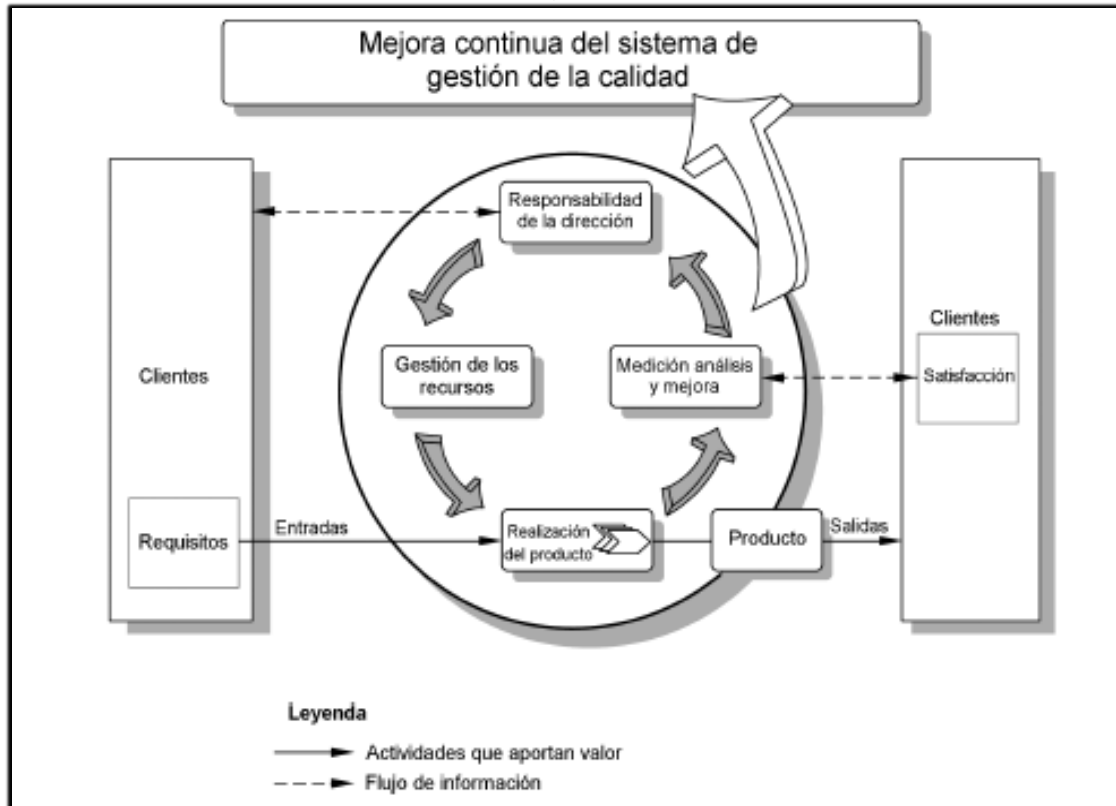 Mejora continua del sistema de
gestión de la calidad
Responsabilidad
de la dirección
Clientes
Gestión de los
recursos
Medición análisis
y mejora
Clientes
Satisfacción
Requisitos
Entradas
Realización
del producto
Producto
Salidas
Leyenda
Actividades que aportan valor
Flujo de información